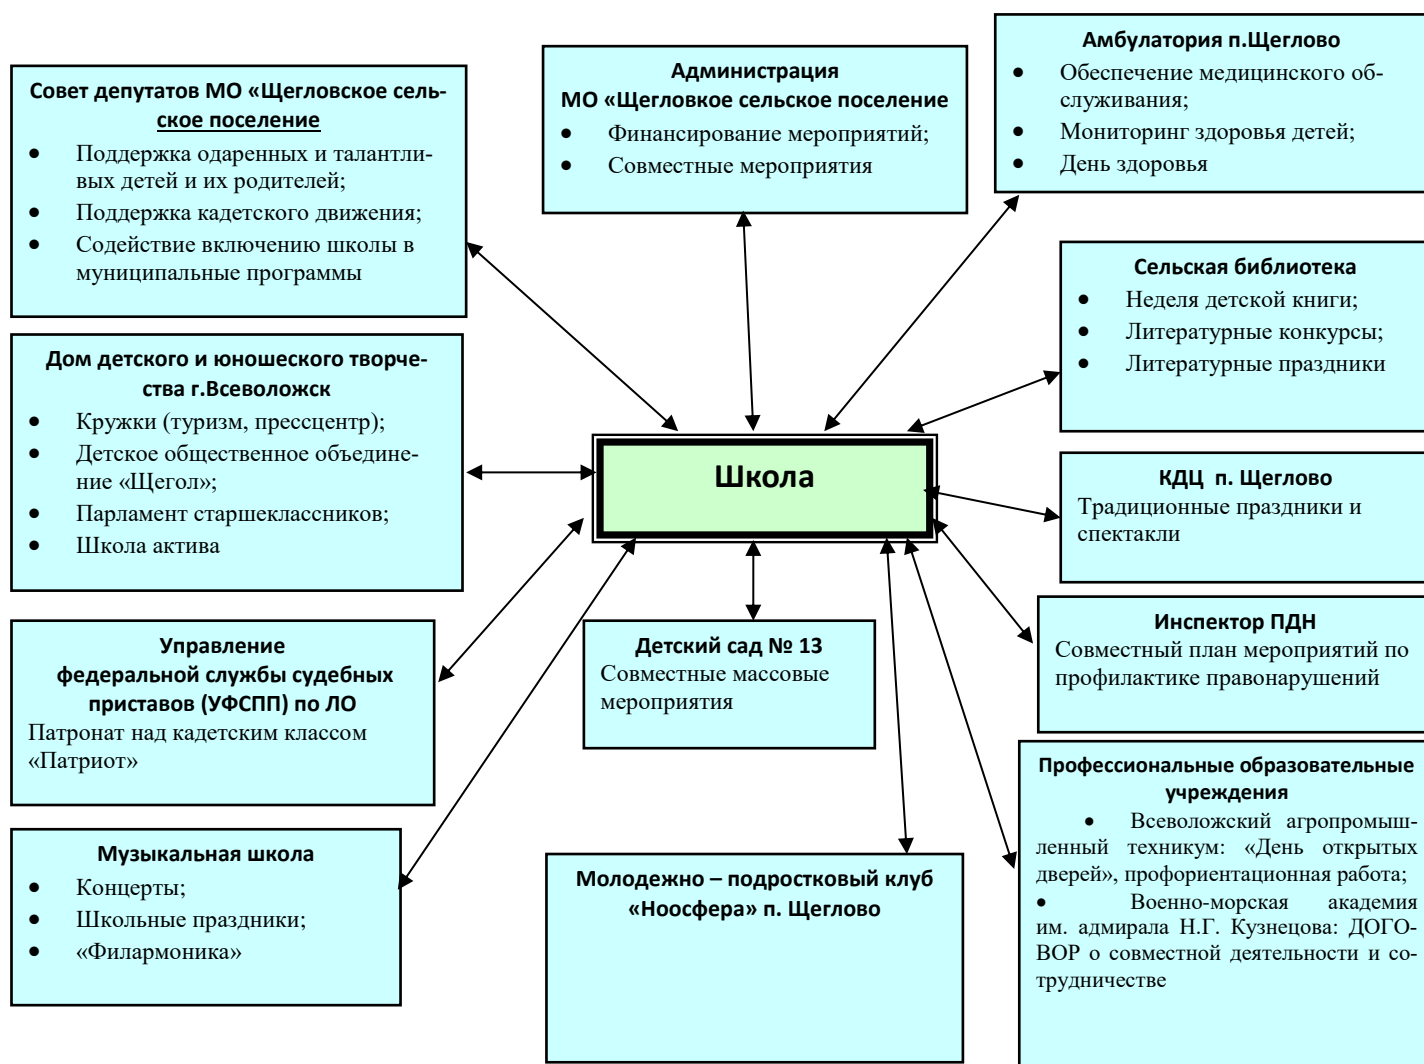 Совет депутатов МО «Щегловское сель-
ское поселение
• Поддержка одаренных и талантли-
вых детей и их родителей;
• Поддержка кадетского движения;
• Содействие включению школы в
муниципальные программы
Администрация
МО «Щегловкое сельское поселение
• Финансирование мероприятий;
• Совместные мероприятия
Амбулатория п.Щеглово
• Обеспечение медицинского об-
служивания;
• Мониторинг здоровья детей;
• День здоровья
Сельская библиотека
• Неделя детской книги;
• Литературные конкурсы;
• Литературные праздники
Дом детского и юношеского творче-
ства г.Всеволожск
• Кружки (туризм, прессцентр);
• Детское общественное объедине-
ние «Щегол»;
• Парламент старшеклассников;
• Школа актива
Школа
КДЦ п. Щеглово
Традиционные праздники и
спектакли
Управление
федеральной службы судебных
приставов (УФСПП) по ЛО
Патронат над кадетским классом
«Патриот»
Детский сад № 13
Совместные массовые
мероприятия
Инспектор ПДН
Совместный план мероприятий по
профилактике правонарушений
Музыкальная школа
• Концерты;
• Школьные праздники;
• «Филармоника»
Молодежно – подростковый клуб
«Ноосфера» п. Щеглово
Профессиональные образовательные
учреждения
• Всеволожский агропромыш-
ленный техникум: «День открытых
дверей», профориентационная работа;
• Военно-морская академия
им. адмирала Н.Г. Кузнецова: ДОГО-
ВОР о совместной деятельности и со-
трудничестве